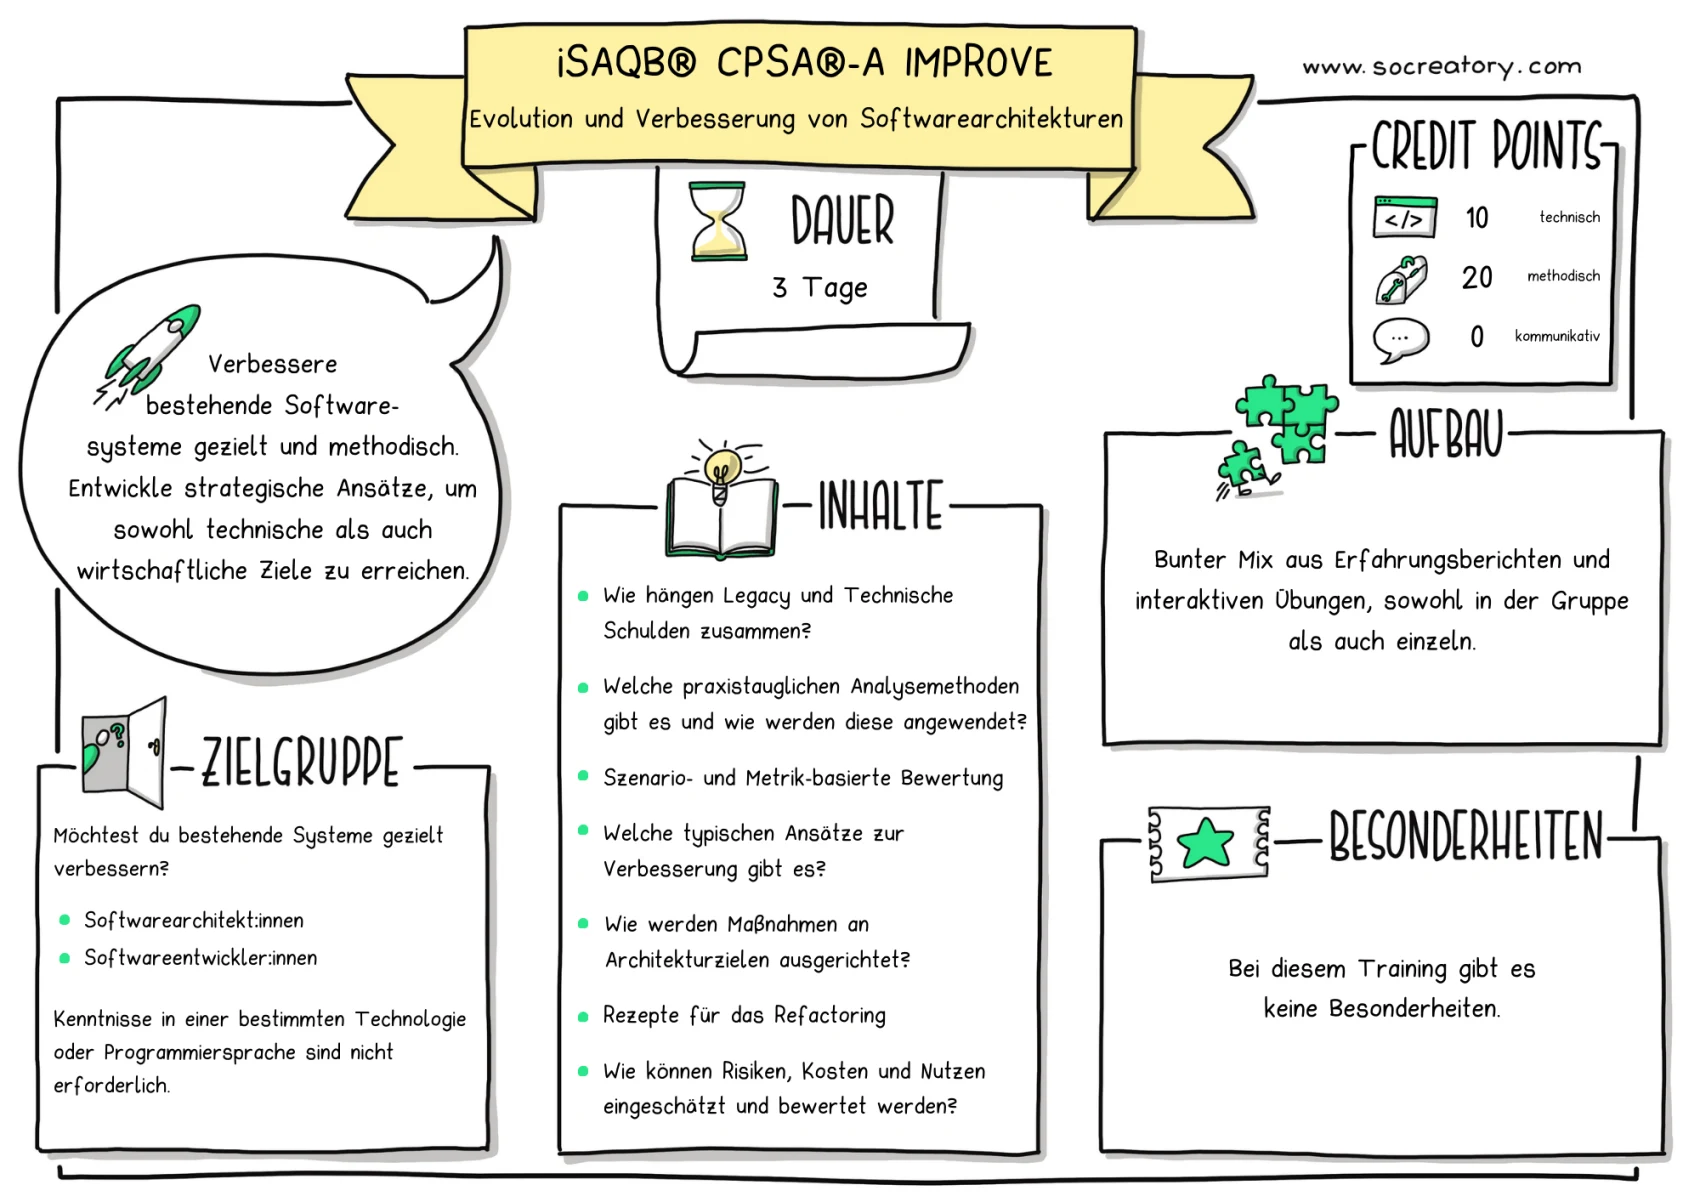 iSAQB® CPSA®-A IMPROVE
Evolution und Verbesserung von Softwarearchitekturen
www.socreatory.com
CREDIT POINTS
</> 10 technisch
20 methodisch
... 0 kommunikativ
DAUER
3 Tage
Verbessere
bestehende Software-
systeme gezielt und methodisch.
Entwickle strategische Ansätze, um
sowohl technische als auch
wirtschaftliche Ziele zu erreichen.
ZIELGRUPPE
Möchtest du bestehende Systeme gezielt
verbessern?
Softwarearchitekt:innen
Softwareentwickler:innen
Kenntnisse in einer bestimmten Technologie
oder Programmiersprache sind nicht
erforderlich.
INHALTE
Wie hängen Legacy und Technische
Schulden zusammen?
Welche praxistauglichen Analysemethoden
gibt es und wie werden diese angewendet?
Szenario- und Metrik-basierte Bewertung
Welche typischen Ansätze zur
Verbesserung gibt es?
Wie werden Maßnahmen an
Architekturzielen ausgerichtet?
Rezepte für das Refactoring
Wie können Risiken, Kosten und Nutzen
eingeschätzt und bewertet werden?
AUFBAU
Bunter Mix aus Erfahrungsberichten und
interaktiven Übungen, sowohl in der Gruppe
als auch einzeln.
BESONDERHEITEN
Bei diesem Training gibt es
keine Besonderheiten.